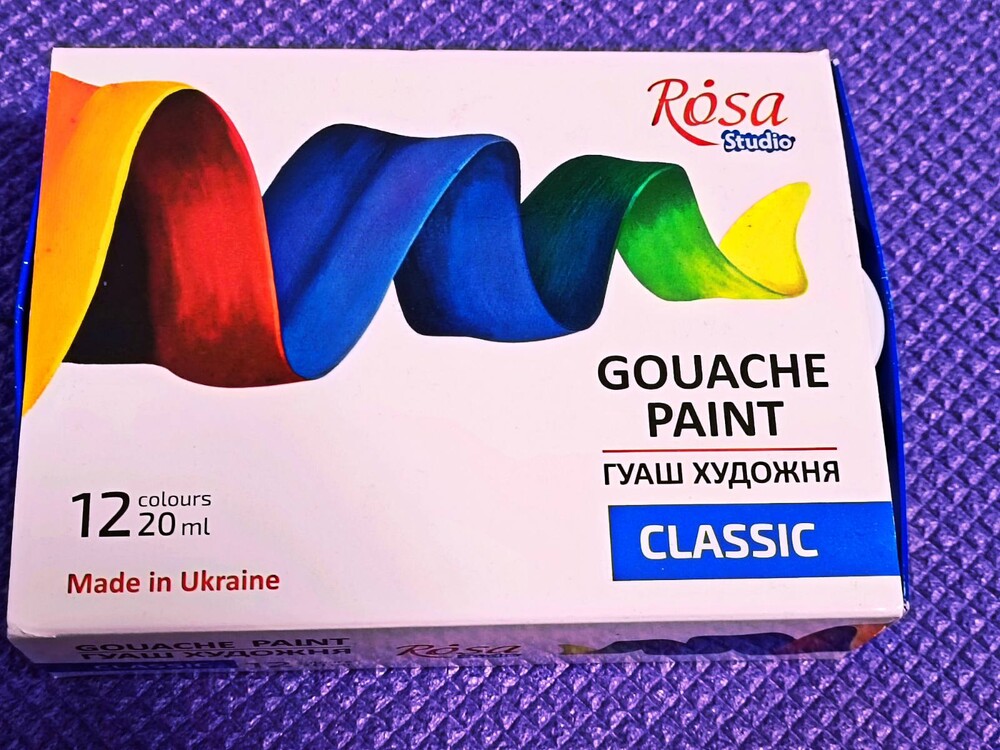 Rosa
Studio
GOUACHE
PAINT
ГУАШ ХУДОЖНЯ
CLASSIC
12 colours
20 ml
Made in Ukraine
GOUACHE PAINT
ГУАШ ХУДОЖНЯ
Rosa